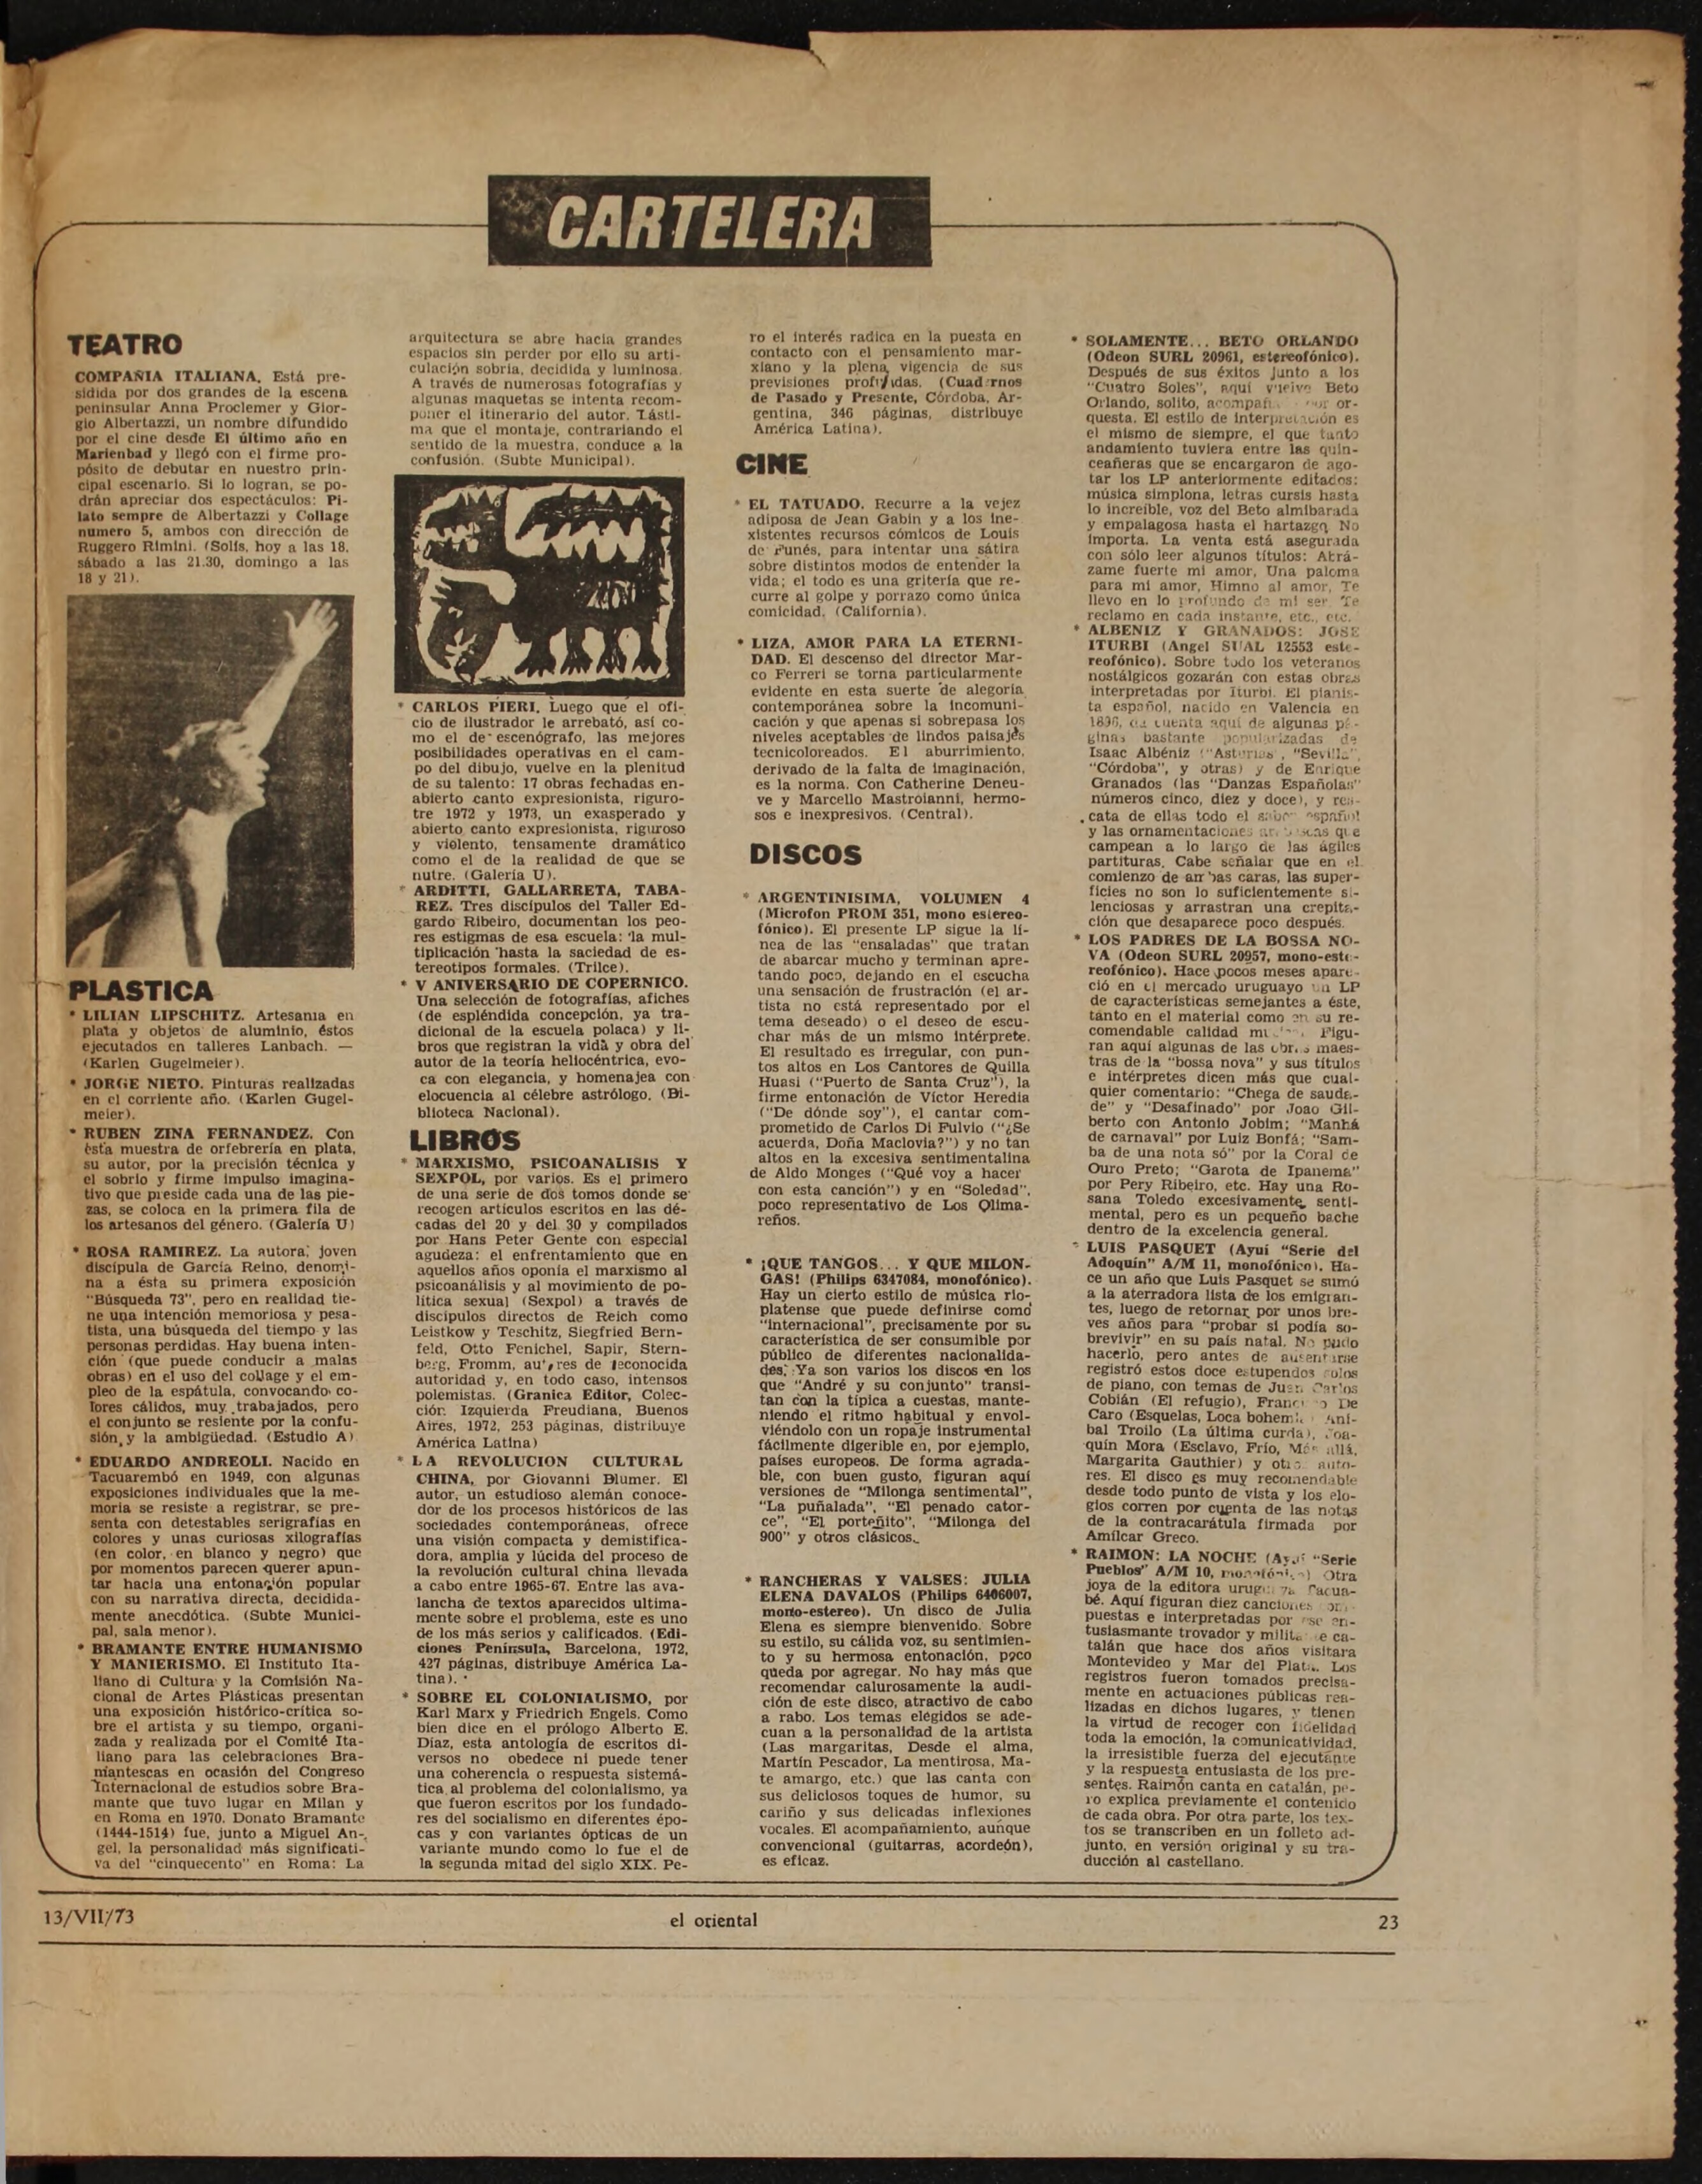 CARTELERA
TEATRO
COMPAÑIA ITALIANA. Está pre-
sidida por dos grandes de la escena
peninsular Anna Proclemer y Gior-
gio Albertazzi, un nombre difundido
por el cine desde El último año en
Marienbad y llegó con el firme pro-
pósito de debutar en nuestro prin-
cipal escenario. Si lo logran, se po-
drán apreciar dos espectáculos: Pi-
lato sempre de Albertazzi y Collage
numero 5, ambos con dirección de
Ruggero Rimini. (Solís, hoy a las 18,
sábado a las 21.30, domingo a las
18 y 21).
PLASTICA
* LILIAN LIPSCHITZ. Artesanía en
plata y objetos de aluminio, éstos
ejecutados en talleres Lanbach. —
(Karlen Gugelmeier).
* JORGE NIETO. Pinturas realizadas
en el corriente año. (Karlen Gugel-
meier).
* RUBEN ZINA FERNANDEZ. Con
ésta muestra de orfebrería en plata,
su autor, por la precisión técnica y
el sobrio y firme impulso imagina-
tivo que preside cada una de las pie-
zas, se coloca en la primera fila de
los artesanos del género. (Galería U)
* ROSA RAMIREZ. La autora, joven
discípula de García Reino, denomi-
na a ésta su primera exposición
"Búsqueda 73", pero en realidad tie-
ne una intención memoriosa y pesa-
tista, una búsqueda del tiempo y las
personas perdidas. Hay buena inten-
ción (que puede conducir a malas
obras) en el uso del collage y el em-
pleo de la espátula, convocando co-
lores cálidos, muy trabajados, pero
el conjunto se resiente por la confu-
sión y la ambigüedad. (Estudio A)
* EDUARDO ANDREOLI. Nacido en
Tacuarembó en 1949, con algunas
exposiciones individuales que la me-
moria se resiste a registrar, se pre-
senta con detestables serigrafías en
colores y unas curiosas xilografías
(en color, en blanco y negro) que
por momentos parecen querer apun-
tar hacia una entonación popular
con su narrativa directa, decidida-
mente anecdótica. (Subte Munici-
pal, sala menor).
* BRAMANTE ENTRE HUMANISMO
Y MANIERISMO. El Instituto Ita-
liano di Cultura y la Comisión Na-
cional de Artes Plásticas presentan
una exposición histórico-crítica so-
bre el artista y su tiempo, organi-
zada y realizada por el Comité Ita-
liano para las celebraciones Bra-
mantescas en ocasión del Congreso
Internacional de estudios sobre Bra-
mante que tuvo lugar en Milan y
en Roma en 1970. Donato Bramante
(1444-1514) fue, junto a Miguel An-
gel, la personalidad más significati-
va del "cinquecento" en Roma: La
arquitectura se abre hacia grandes
espacios sin perder por ello su arti-
culación sobria, decidida y luminosa.
A través de numerosas fotografías y
algunas maquetas se intenta recom-
poner el itinerario del autor. Lásti-
ma que el montaje, contrariando el
sentido de la muestra, conduce a la
confusión. (Subte Municipal).
* CARLOS PIERI. Luego que el ofi-
cio de ilustrador le arrebató, así co-
mo el de escenógrafo, las mejores
posibilidades operativas en el cam-
po del dibujo, vuelve en la plenitud
de su talento: 17 obras fechadas en-
abierto canto expresionista, riguro-
tre 1972 y 1973, un exasperado y
abierto canto expresionista, riguroso
y violento, tensamente dramático
como el de la realidad de que se
nutre. (Galería U).
* ARDITTI, GALLARRETA, TABA-
REZ. Tres discípulos del Taller Ed-
gardo Ribeiro, documentan los peo-
res estigmas de esa escuela: la mul-
tiplicación hasta la saciedad de es-
tereotipos formales. (Trilce).
* V ANIVERSARIO DE COPERNICO.
Una selección de fotografías, afiches
(de espléndida concepción, ya tra-
dicional de la escuela polaca) y li-
bros que registran la vida y obra del
autor de la teoría heliocéntrica, evo-
ca con elegancia, y homenajea con
elocuencia al célebre astrólogo. (Bi-
blioteca Nacional).
LIBROS
* MARXISMO, PSICOANALISIS Y
SEXPOL, por varios. Es el primero
de una serie de dos tomos donde se
recogen artículos escritos en las dé-
cadas del 20 y del 30 y compilados
por Hans Peter Gente con especial
agudeza: el enfrentamiento que en
aquellos años oponía el marxismo al
psicoanálisis y al movimiento de po-
lítica sexual (Sexpol) a través de
discípulos directos de Reich como
Leistkow y Teschitz, Siegfried Bern-
feld, Otto Fenichel, Sapir, Stern-
berg, Fromm, de reconocida
autoridad y, en todo caso, intensos
polemistas. (Granica Editor, Colec-
ción Izquierda Freudiana, Buenos
Aires, 1972, 253 páginas, distribuye
América Latina)
* LA REVOLUCION CULTURAL
CHINA, por Giovanni Blumer. El
autor, un estudioso alemán conoce-
dor de los procesos históricos de las
sociedades contemporáneas, ofrece
una visión compacta y demistifica-
dora, amplia y lúcida del proceso de
la revolución cultural china llevada
a cabo entre 1965-67. Entre las ava-
lancha de textos aparecidos ultima-
mente sobre el problema, este es uno
de los más serios y calificados. (Edi-
ciones Península, Barcelona, 1972,
427 páginas, distribuye América La-
tina).
* SOBRE EL COLONIALISMO, por
Karl Marx y Friedrich Engels. Como
bien dice en el prólogo Alberto E.
Díaz, esta antología de escritos di-
versos no obedece ni puede tener
una coherencia o respuesta sistemá-
tica al problema del colonialismo, ya
que fueron escritos por los fundado-
res del socialismo en diferentes épo-
cas y con variantes ópticas de un
variante mundo como lo fue el de
la segunda mitad del siglo XIX. Pe-
ro el interés radica en la puesta en
contacto con el pensamiento mar-
xiano y la plena vigencia de sus
previsiones (Cuadernos
de Pasado y Presente, Córdoba, Ar-
gentina, 346 páginas, distribuye
América Latina).
CINE
* EL TATUADO. Recurre a la vejez
adiposa de Jean Gabin y a los ine-
xistentes recursos cómicos de Louis
de Funés, para intentar una sátira
sobre distintos modos de entender la
vida; el todo es una gritería que re-
curre al golpe y porrazo como única
comicidad. (California).
* LIZA, AMOR PARA LA ETERNI-
DAD. El descenso del director Mar-
co Ferreri se torna particularmente
evidente en esta suerte de alegoría
contemporánea sobre la incomuni-
cación y que apenas si sobrepasa los
niveles aceptables de lindos paisajes
tecnicoloreados. El aburrimiento,
derivado de la falta de imaginación,
es la norma. Con Catherine Deneu-
ve y Marcello Mastroianni, hermo-
sos e inexpresivos. (Central).
DISCOS
* ARGENTINISIMA, VOLUMEN 4
(Microfon PROM 351, mono estereo-
fónico). El presente LP sigue la lí-
nea de las "ensaladas" que tratan
de abarcar mucho y terminan apre-
tando poco, dejando en el escucha
una sensación de frustración (el ar-
tista no está representado por el
tema deseado) o el deseo de escu-
char más de un mismo intérprete.
El resultado es irregular, con pun-
tos altos en Los Cantores de Quilla
Huasi ("Puerto de Santa Cruz"), la
firme entonación de Víctor Heredia
("De dónde soy"), el cantar com-
prometido de Carlos Di Fulvio ("¿Se
acuerda, Doña Maclovia?") y no tan
altos en la excesiva sentimentalina
de Aldo Monges ("Qué voy a hacer
con esta canción") y en "Soledad",
poco representativo de Los Olima-
reños.
* ¡QUE TANGOS... Y QUE MILON-
GAS! (Philips 6347084, monofónico).
Hay un cierto estilo de música rio-
platense que puede definirse como
"internacional", precisamente por su
característica de ser consumible por
público de diferentes nacionalida-
des. Ya son varios los discos en los
que "André y su conjunto" transi-
tan con la típica a cuestas, mante-
niendo el ritmo habitual y envol-
viéndolo con un ropaje instrumental
fácilmente digerible en, por ejemplo,
países europeos. De forma agrada-
ble, con buen gusto, figuran aquí
versiones de "Milonga sentimental",
"La puñalada", "El penado cator-
ce", "El porteñito", "Milonga del
900" y otros clásicos.
* RANCHERAS Y VALSES: JULIA
ELENA DAVALOS (Philips 6406007,
mono-estereo). Un disco de Julia
Elena es siempre bienvenido. Sobre
su estilo, su cálida voz, su sentimien-
to y su hermosa entonación, poco
queda por agregar. No hay más que
recomendar calurosamente la audi-
ción de este disco, atractivo de cabo
a rabo. Los temas elegidos se ade-
cuan a la personalidad de la artista
(Las margaritas, Desde el alma,
Martín Pescador, La mentirosa, Ma-
te amargo, etc.) que las canta con
sus deliciosos toques de humor, su
cariño y sus delicadas inflexiones
vocales. El acompañamiento, aunque
convencional (guitarras, acordeón),
es eficaz.
* SOLAMENTE... BETO ORLANDO
(Odeon SURL 20961, estereofónico).
Después de sus éxitos junto a los
"Cuatro Soles", aquí vuelve Beto
Orlando, solito, or-
questa. El estilo de interpretación es
el mismo de siempre, el que tanto
andamiento tuviera entre las quin-
ceañeras que se encargaron de ago-
tar los LP anteriormente editados:
música simplona, letras cursis hasta
lo increíble, voz del Beto almibarada
y empalagosa hasta el hartazgo. No
importa. La venta está asegurada
con sólo leer algunos títulos: Abrá-
zame fuerte mi amor, Una paloma
para mi amor, Himno al amor, Te
llevo en lo profundo de mi ser, Te
reclamo en cada instante, etc., etc.
* ALBENIZ Y GRANADOS: JOSE
ITURBI (Angel SUAL 12553 este-
reofónico). Sobre todo los veteranos
nostálgicos gozarán con estas obras
interpretadas por Iturbi. El pianis-
ta español, nacido en Valencia en
cuenta aquí de algunas pá-
ginas bastante popularizadas de
Isaac Albéniz ("Asturias", "Sevilla",
"Córdoba", y otras) y de Enrique
Granados (las "Danzas Españolas"
números cinco, diez y doce), y res-
cata de ellas todo el sabor español
y las ornamentaciones que
campean a lo largo de las ágiles
partituras. Cabe señalar que en el
comienzo de ambas caras, las super-
ficies no son lo suficientemente si-
lenciosas y arrastran una crepita-
ción que desaparece poco después.
* LOS PADRES DE LA BOSSA NO-
VA (Odeon SURL 20957, mono-este-
reofónico). Hace pocos meses apare-
ció en el mercado uruguayo un LP
de características semejantes a éste,
tanto en el material como en su re-
comendable calidad Figu-
ran aquí algunas de las obras maes-
tras de la "bossa nova" y sus títulos
e intérpretes dicen más que cual-
quier comentario: "Chega de sauda-
de" y "Desafinado" por Joao Gil-
berto con Antonio Jobim; "Manhá
de carnaval" por Luiz Bonfá; "Sam-
ba de una nota só" por la Coral de
Ouro Preto; "Garota de Ipanema"
por Pery Ribeiro, etc. Hay una Ro-
sana Toledo excesivamente senti-
mental, pero es un pequeño bache
dentro de la excelencia general.
* LUIS PASQUET (Ayuí "Serie del
Adoquín" A/M 11, monofónico). Ha-
ce un año que Luis Pasquet se sumó
a la aterradora lista de los emigran-
tes, luego de retornar por unos bre-
ves años para "probar si podía so-
brevivir" en su país natal. No pudo
hacerlo, pero antes de ausentarse
registró estos doce estupendos solos
de piano, con temas de Juan Carlos
Cobián (El refugio), Francisco De
Caro (Esquelas, Loca bohemia), Aní-
bal Troilo (La última curda), Joa-
quín Mora (Esclavo, Frío, Más allá,
Margarita Gauthier) y otros auto-
res. El disco es muy recomendable
desde todo punto de vista y los elo-
gios corren por cuenta de las notas
de la contracarátula firmada por
Amílcar Greco.
* RAIMON: LA NOCHE (Ayuí "Serie
Pueblos" A/M 10, monofónico) Otra
joya de la editora uruguaya Tacua-
bé. Aquí figuran diez canciones com-
puestas e interpretadas por ese en-
tusiasmante trovador y militante ca-
talán que hace dos años visitara
Montevideo y Mar del Plata. Los
registros fueron tomados precisa-
mente en actuaciones públicas rea-
lizadas en dichos lugares, y tienen
la virtud de recoger con fidelidad
toda la emoción, la comunicatividad,
la irresistible fuerza del ejecutante
y la respuesta entusiasta de los pre-
sentes. Raimón canta en catalán, pe-
ro explica previamente el contenido
de cada obra. Por otra parte, los tex-
tos se transcriben en un folleto ad-
junto, en versión original y su tra-
ducción al castellano.
13/VII/73
el oriental
23